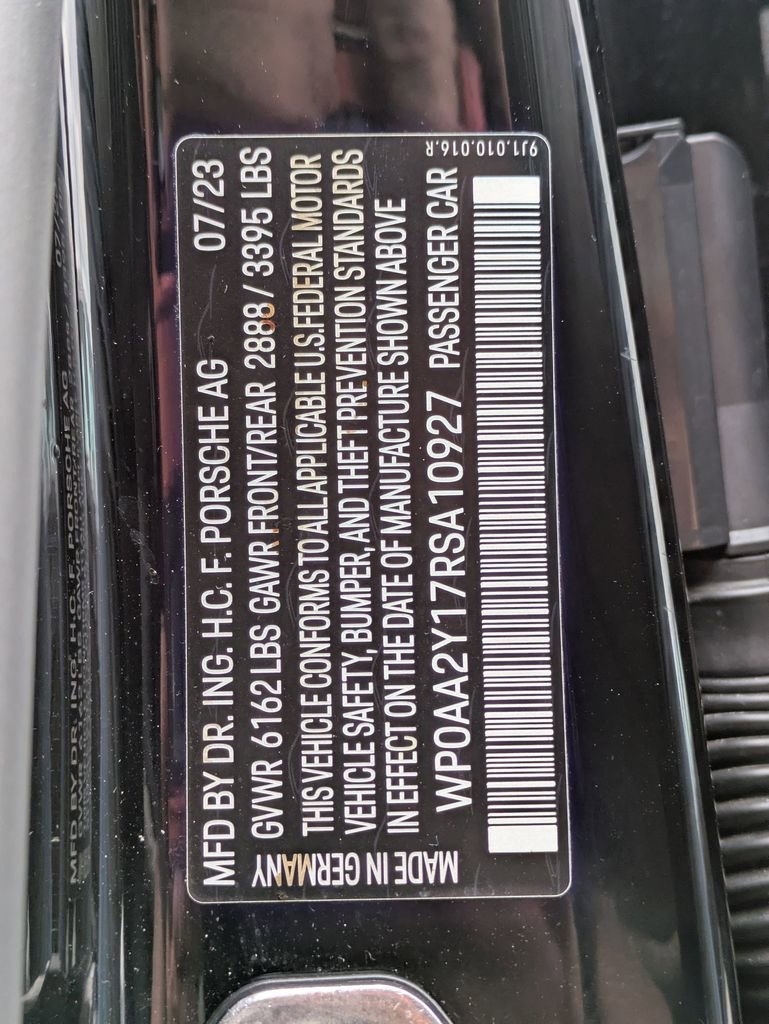 MFD BY DR. ING. H.C. F. PORSCHE AG 07/23
GVWR 6162 LBS GAWR FRONT/REAR 2888 / 3395 LBS
THIS VEHICLE CONFORMS TO ALL APPLICABLE U.S.FEDERAL MOTOR
VEHICLE SAFETY, BUMPER, AND THEFT PREVENTION STANDARDS
IN EFFECT ON THE DATE OF MANUFACTURE SHOWN ABOVE
WP0AA2Y17RSA10927 PASSENGER CAR
MADE IN GERMANY
9J1.010.016.R